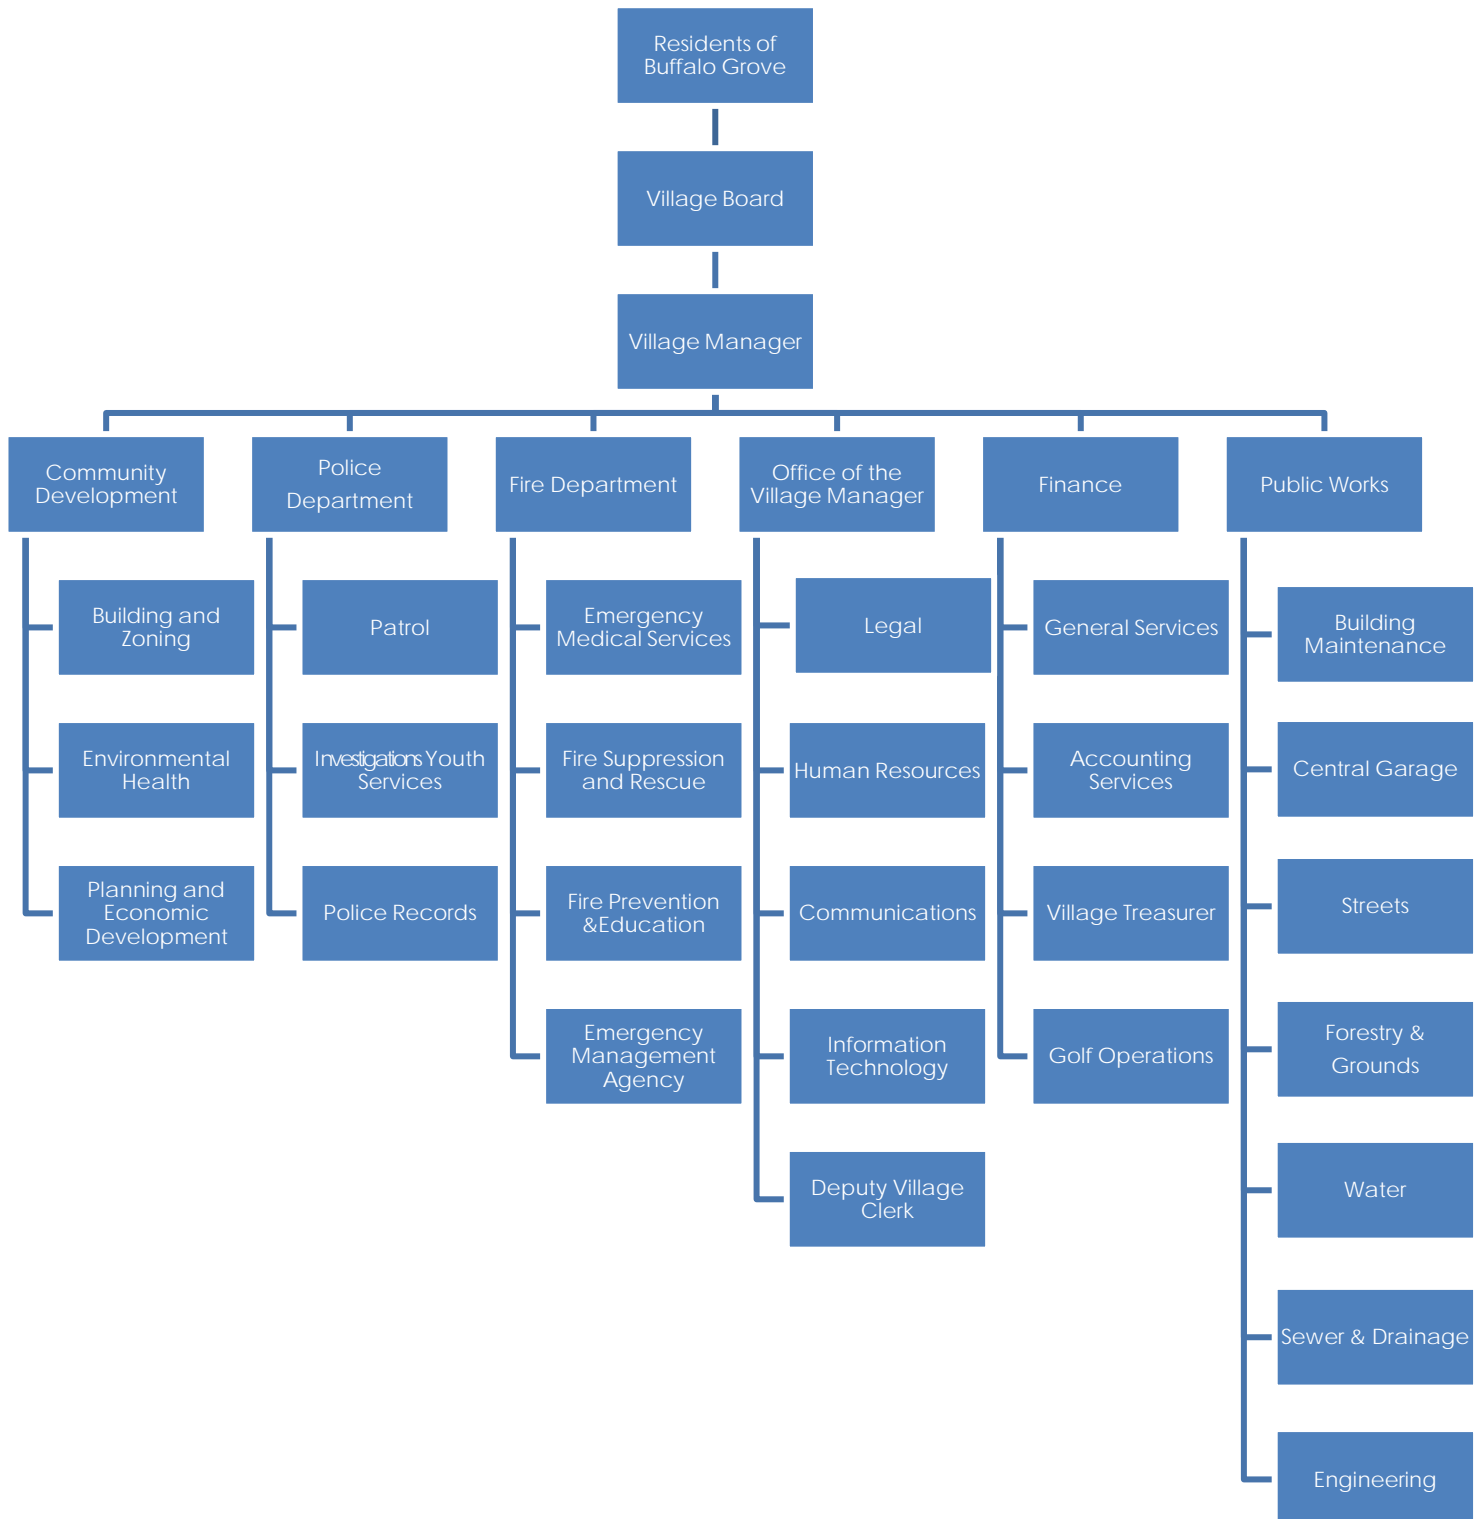 Residents of
Buffalo Grove
Village Board
Village Manager
Community
Development
Police
Department
Fire Department
Office of the
Village Manager
Finance
Public Works
Building and
Zoning
Environmental
Health
Planning and
Economic
Development
Patrol
Investigations Youth
Services
Police Records
Emergency
Medical Services
Fire Suppression
and Rescue
Fire Prevention
&Education
Emergency
Management
Agency
Legal
Human Resources
Communications
Information
Technology
Deputy Village
Clerk
General Services
Accounting
Services
Village Treasurer
Golf Operations
Building
Maintenance
Central Garage
Streets
Forestry &
Grounds
Water
Sewer & Drainage
Engineering